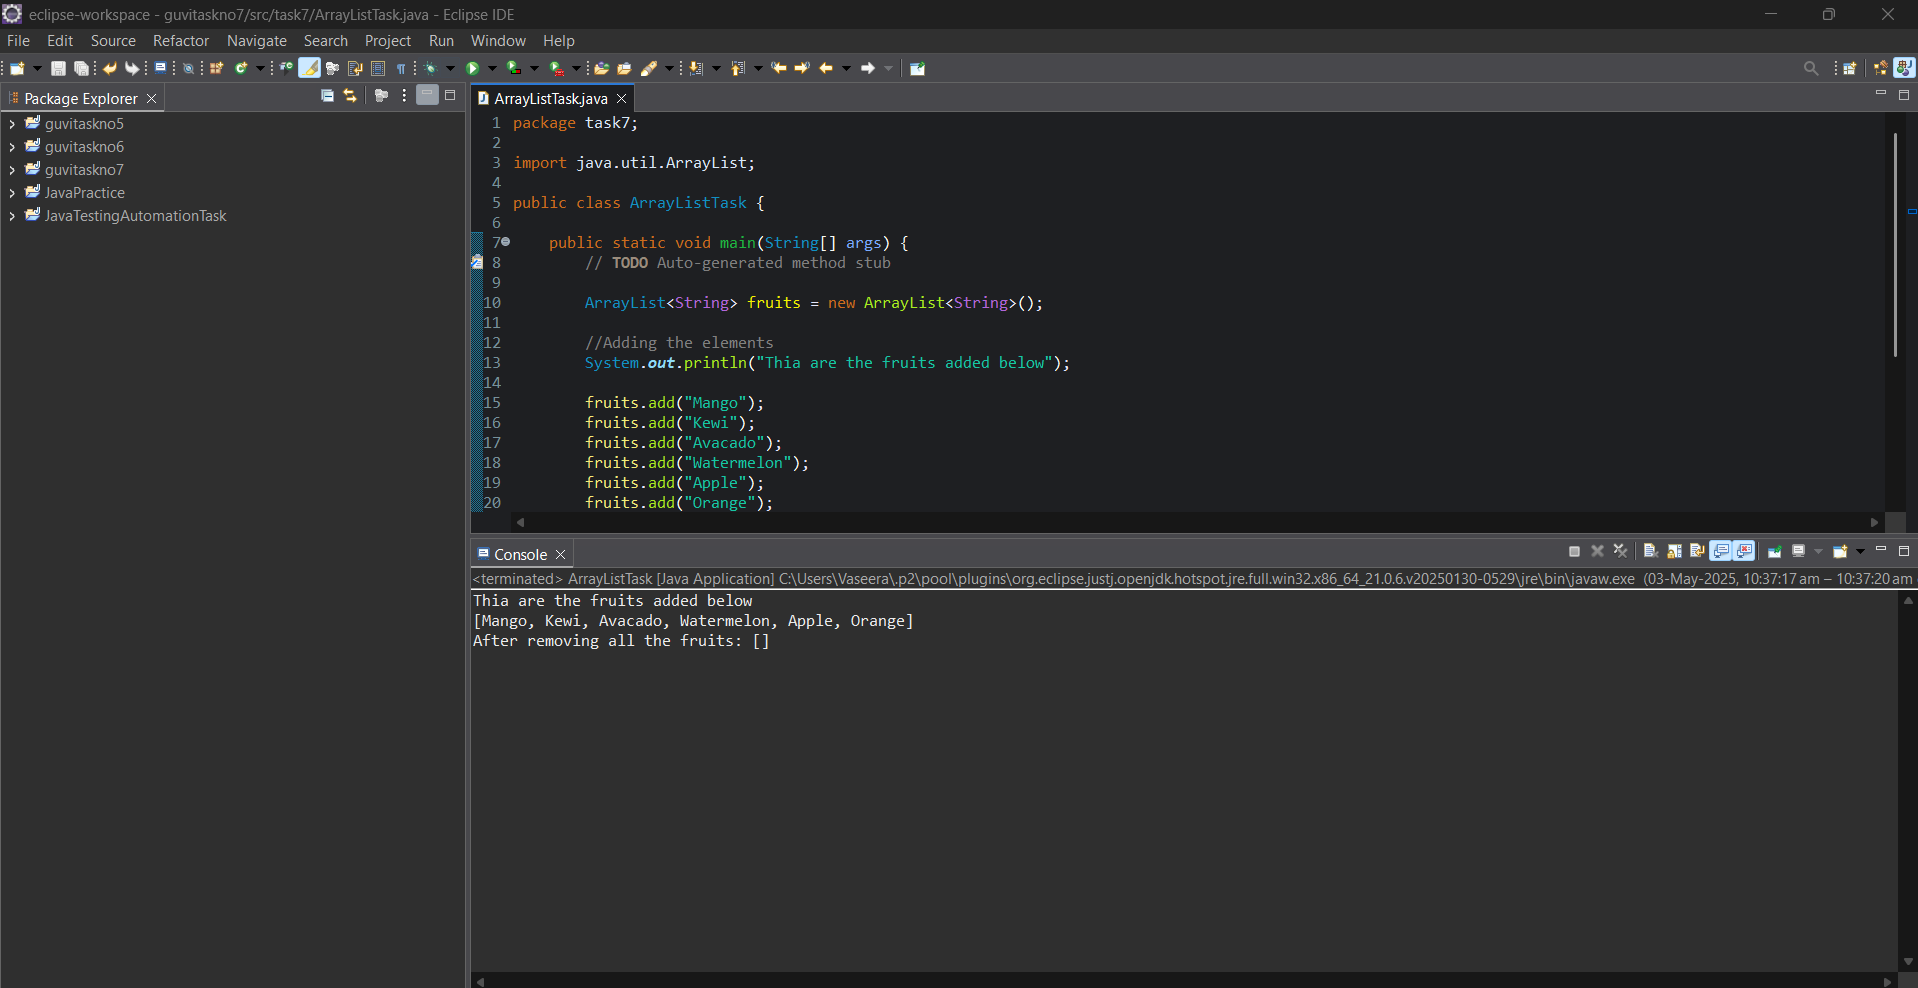 eclipse-workspace - guvitaskno7/src/task7/ArrayListTask.java - Eclipse IDE
File Edit Source Refactor Navigate Search Project Run Window Help
Package Explorer
guvitaskno5
guvitaskno6
guvitaskno7
JavaPractice
JavaTestingAutomationTask
ArrayListTask.java
1 package task7;
2
3 import java.util.ArrayList;
4
5 public class ArrayListTask {
6
7 public static void main(String[] args) {
8 // TODO Auto-generated method stub
9
10 ArrayList<String> fruits = new ArrayList<String>();
11
12 //Adding the elements
13 System.out.println("Thia are the fruits added below");
14
15 fruits.add("Mango");
16 fruits.add("Kewi");
17 fruits.add("Avacado");
18 fruits.add("Watermelon");
19 fruits.add("Apple");
20 fruits.add("Orange");
Console
<terminated> ArrayListTask [Java Application] C:\Users\Vaseera\.p2\pool\plugins\org.eclipse.justj.openjdk.hotspot.jre.full.win32.x86_64_21.0.6.v20250130-0529\jre\bin\javaw.exe (03-May-2025, 10:37:17 am – 10:37:20 am
Thia are the fruits added below
[Mango, Kewi, Avacado, Watermelon, Apple, Orange]
After removing all the fruits: []